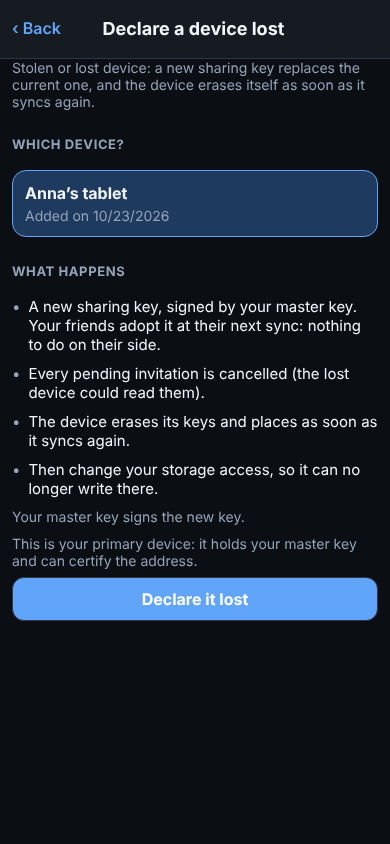 ‹ Back
Declare a device lost
Stolen or lost device: a new sharing key replaces the
current one, and the device erases itself as soon as it
syncs again.
WHICH DEVICE?
Anna’s tablet
Added on 10/23/2026
WHAT HAPPENS
• A new sharing key, signed by your master key.
Your friends adopt it at their next sync: nothing
to do on their side.
• Every pending invitation is cancelled (the lost
device could read them).
• The device erases its keys and places as soon as
it syncs again.
• Then change your storage access, so it can no
longer write there.
Your master key signs the new key.
This is your primary device: it holds your master key
and can certify the address.
Declare it lost